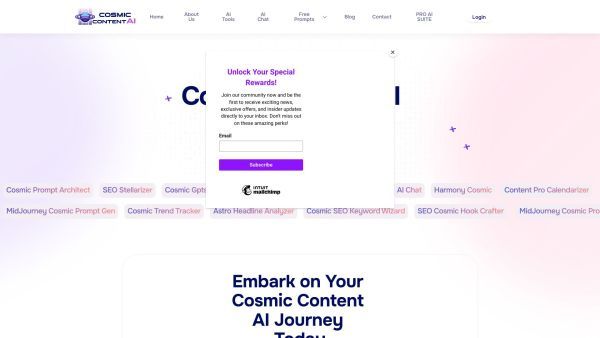 COSMIC
CONTENT AI
Home
About Us
AI Tools
AI Chat
Free Prompts
Blog
Contact
PRO AI SUITE
Login
×
Unlock Your Special
Rewards!
Join our community now and be the
first to receive exciting news,
exclusive offers, and insider updates
directly to your inbox. Don't miss out
on these amazing perks!
Email
Subscribe
INTUIT
mailchimp
Cosmic Prompt Architect
SEO Stellarizer
Cosmic Gpts
AI Chat
Harmony Cosmic
Content Pro Calendarizer
MidJourney Cosmic Prompt Gen
Cosmic Trend Tracker
Astro Headline Analyzer
Cosmic SEO Keyword Wizard
SEO Cosmic Hook Crafter
MidJourney Cosmic Pro
Embark on Your
Cosmic Content
AI Journey
Today